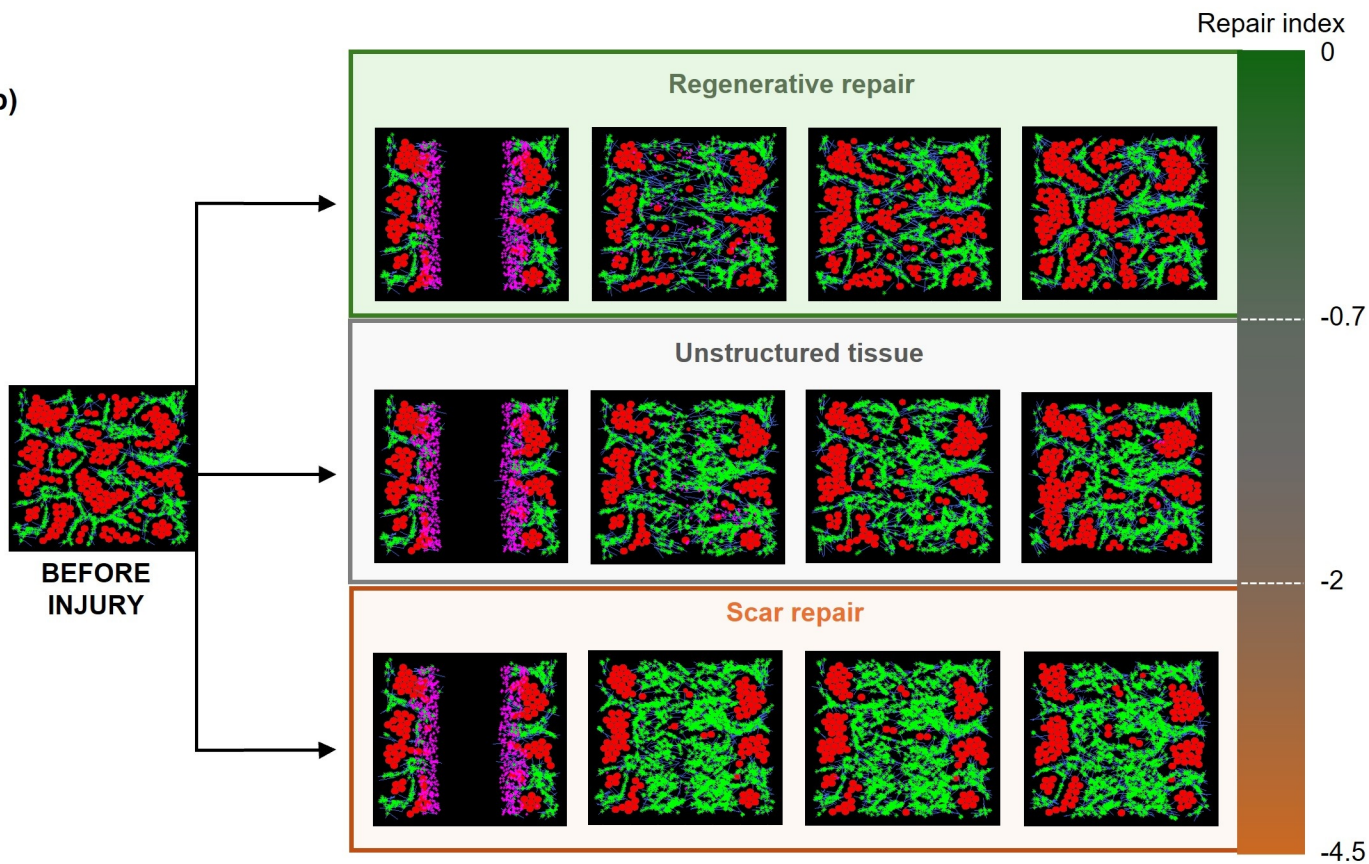 Repair index
0
Regenerative repair
b)
-0.7
Unstructured tissue
BEFORE
INJURY
-2
Scar repair
-4.5